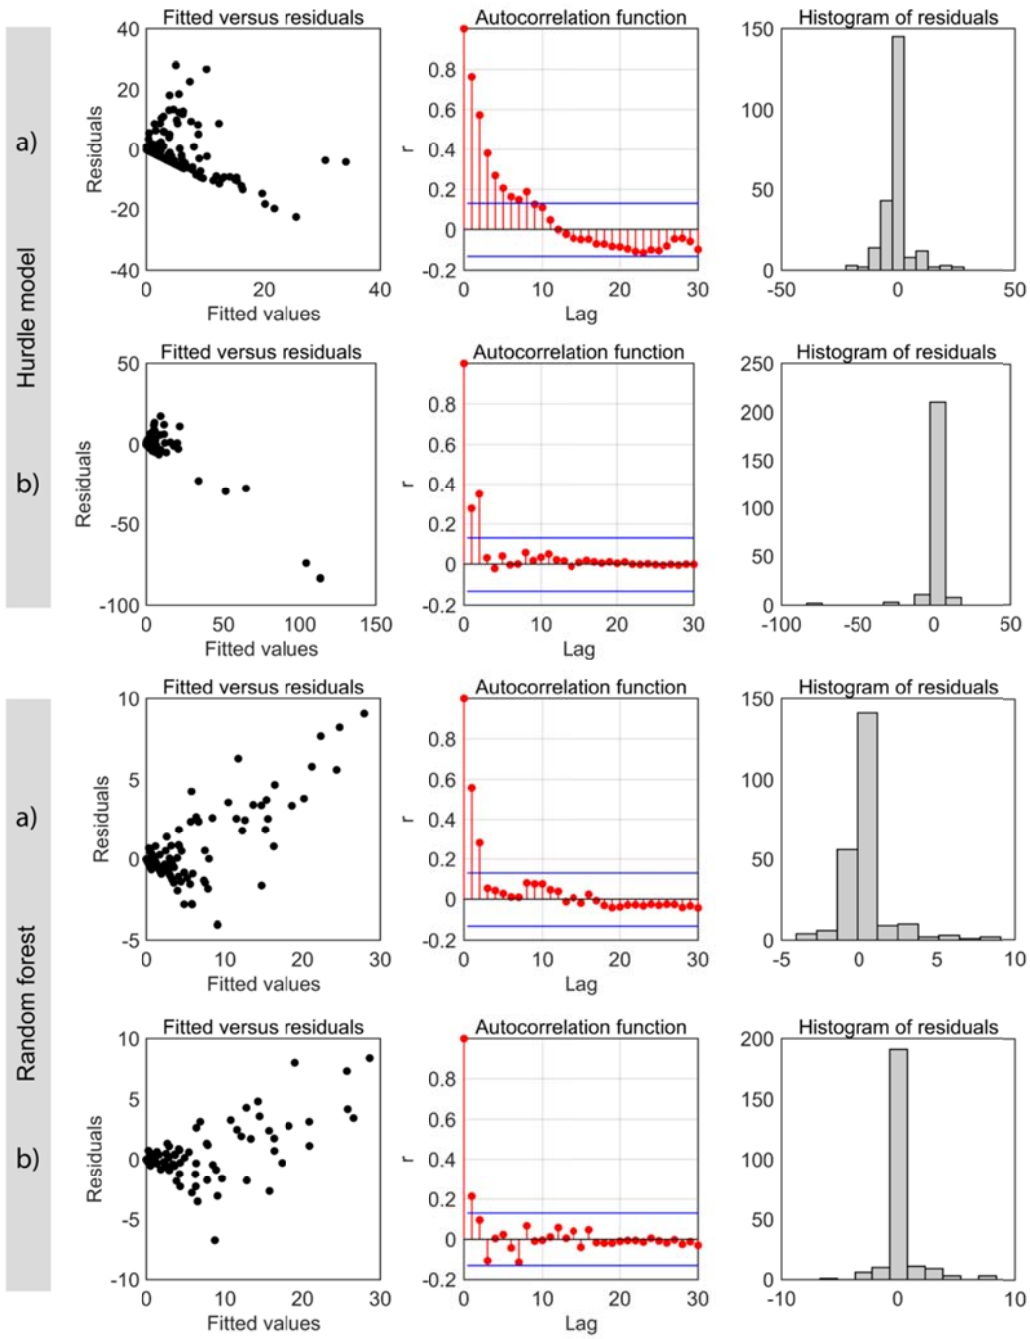 Fitted versus residuals Autocorrelation function Histogram of residuals
40
20
0
-20
-40
Residuals
0 20 40
Fitted values
0.8
0.6
0.4
0.2
0
-0.2
r
0 10 20 30
Lag
150
100
50
0
-50 0 50
a)
Hurdle model
Fitted versus residuals Autocorrelation function Histogram of residuals
50
0
-50
-100
Residuals
0 50 100 150
Fitted values
0.8
0.6
0.4
0.2
0
-0.2
r
0 10 20 30
Lag
250
200
150
100
50
0
-100 -50 0 50
b)
Fitted versus residuals Autocorrelation function Histogram of residuals
10
5
0
-5
Residuals
0 10 20 30
Fitted values
0.8
0.6
0.4
0.2
0
-0.2
r
0 10 20 30
Lag
150
100
50
0
-5 0 5 10
a)
Random forest
Fitted versus residuals Autocorrelation function Histogram of residuals
10
5
0
-5
-10
Residuals
0 10 20 30
Fitted values
0.8
0.6
0.4
0.2
0
-0.2
r
0 10 20 30
Lag
200
150
100
50
0
-10 0 10
b)